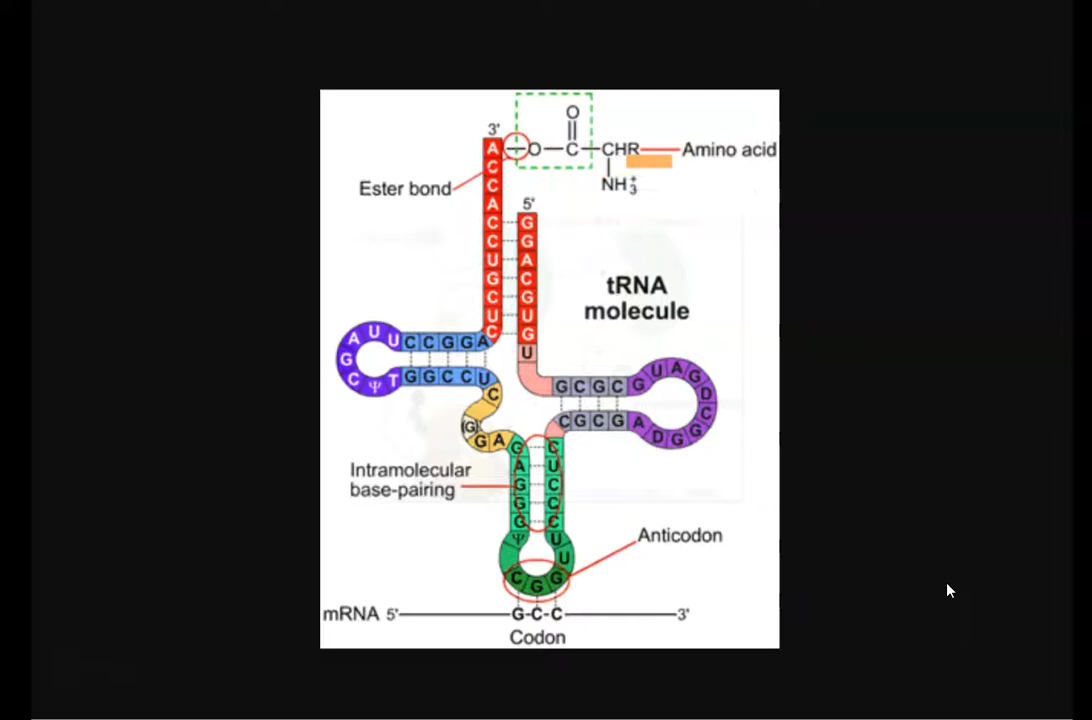 O
3'
A
O
C
CHR
Amino acid
NH₃⁺
Ester bond
C
C
A
C
C
U
G
C
U
C
5'
G
G
A
C
G
U
G
U
tRNA
molecule
A U U C C G G A
G
C Ψ T G G C C U
C
G
G A
G C G C G U A G D C G G D A G C G C
G
A
G
G
G
Ψ
C
U
C
C
C
U
U
Intramolecular
base-pairing
Anticodon
C G G
mRNA 5' G-C-C 3'
Codon